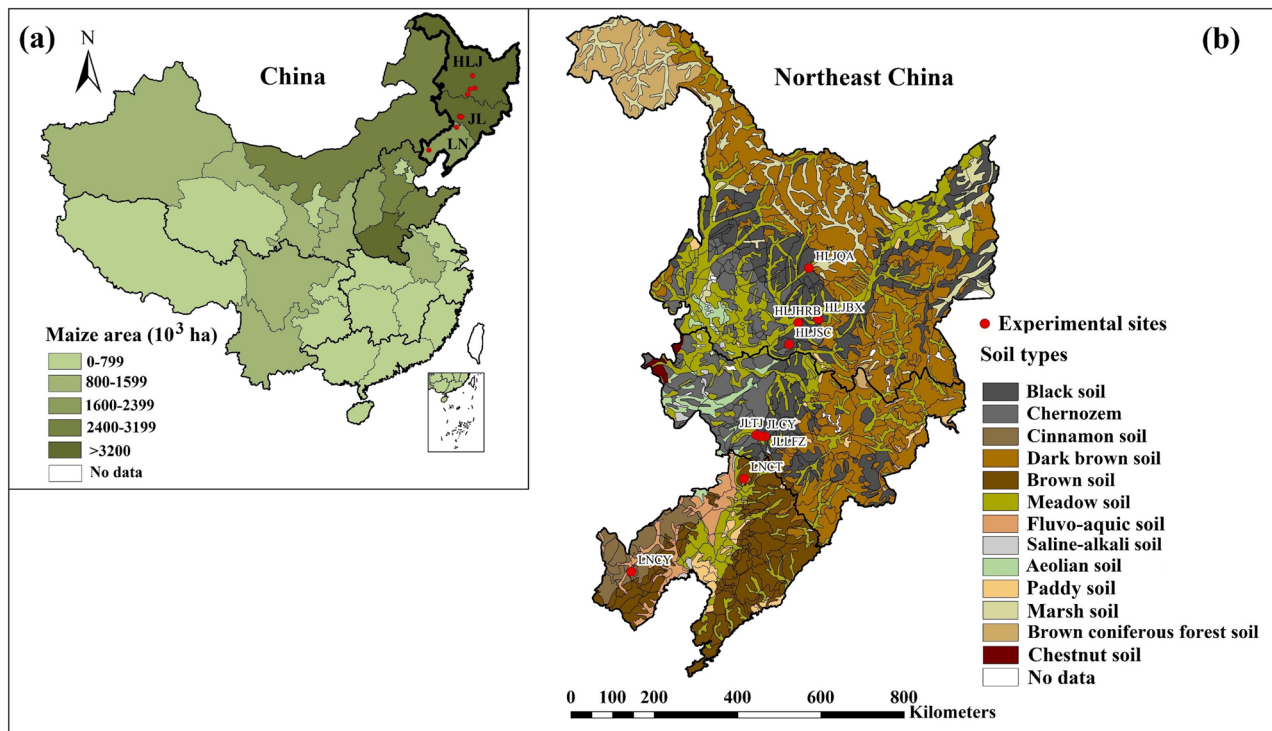 (a)
N
China
HLJ
JL
LN
Maize area (10³ ha)
0-799
800-1599
1600-2399
2400-3199
>3200
No data
(b)
Northeast China
HLJQA
HLJHRB
HLJBX
HLJSC
JLTJ
JLCY
JLLFZ
LNCT
LNCY
Experimental sites
Soil types
Black soil
Chernozem
Cinnamon soil
Dark brown soil
Brown soil
Meadow soil
Fluvo-aquic soil
Saline-alkali soil
Aeolian soil
Paddy soil
Marsh soil
Brown coniferous forest soil
Chestnut soil
No data
0 100 200 400 600 800
Kilometers